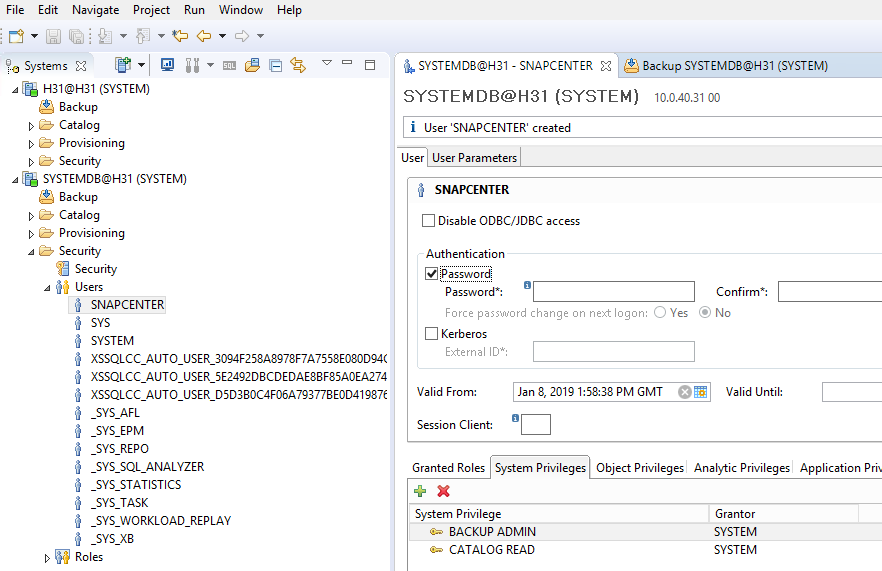 File Edit Navigate Project Run Window Help
Systems
H31@H31 (SYSTEM)
Backup
Catalog
Provisioning
Security
SYSTEMDB@H31 (SYSTEM)
Backup
Catalog
Provisioning
Security
Security
Users
SNAPCENTER
SYS
SYSTEM
XSSQLCC_AUTO_USER_3094F258A8978F7A7558E080D94C
XSSQLCC_AUTO_USER_5E2492DBCDEDAE8BF85A0EA274
XSSQLCC_AUTO_USER_D5D3B0C4F06A79377BE0D419876
_SYS_AFL
_SYS_EPM
_SYS_REPO
_SYS_SQL_ANALYZER
_SYS_STATISTICS
_SYS_TASK
_SYS_WORKLOAD_REPLAY
_SYS_XB
Roles
SYSTEMDB@H31 - SNAPCENTER Backup SYSTEMDB@H31 (SYSTEM)
SYSTEMDB@H31 (SYSTEM) 10.0.40.31 00
User 'SNAPCENTER' created
User User Parameters
SNAPCENTER
Disable ODBC/JDBC access
Authentication
Password
Password*: Confirm*:
Force password change on next logon: Yes No
Kerberos
External ID*:
Valid From: Jan 8, 2019 1:58:38 PM GMT Valid Until:
Session Client:
Granted Roles System Privileges Object Privileges Analytic Privileges Application Priv
System Privilege Grantor
BACKUP ADMIN SYSTEM
CATALOG READ SYSTEM